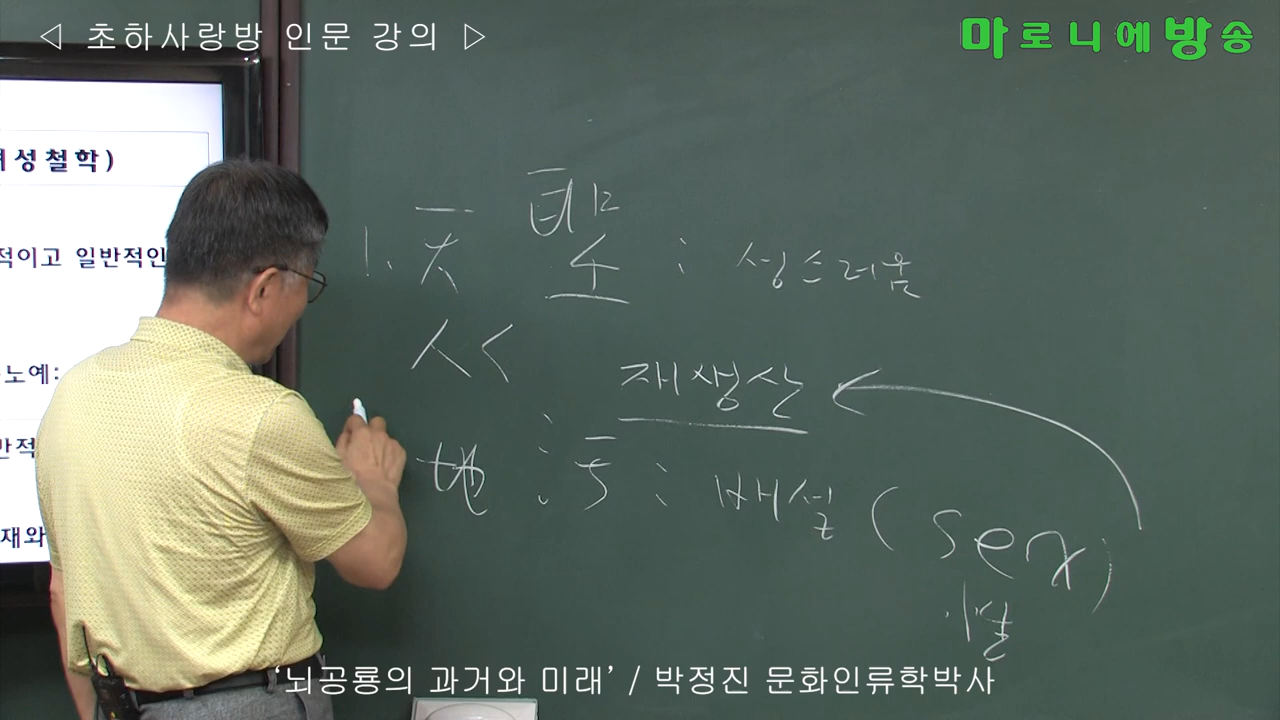 ◁ 초하사랑방 인문 강의 ▷
마로니에방송
성철학)
적이고 일반적인
노예:
반적
재와
1. 天 聖 : 성스러움
人
재생산
地 : 배설 (sex)
'뇌공룡의 과거와 미래' / 박정진 문화인류학박사